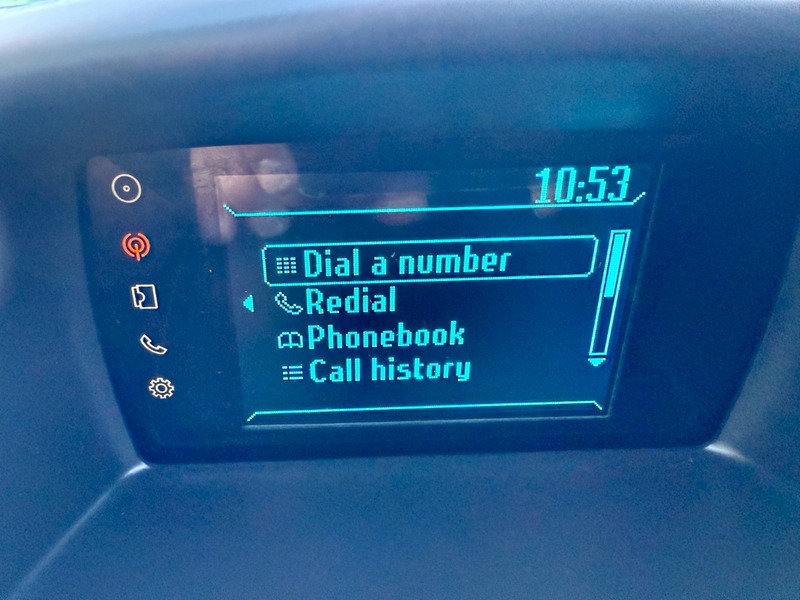 10:53
Dial a number
Redial
Phonebook
Call history